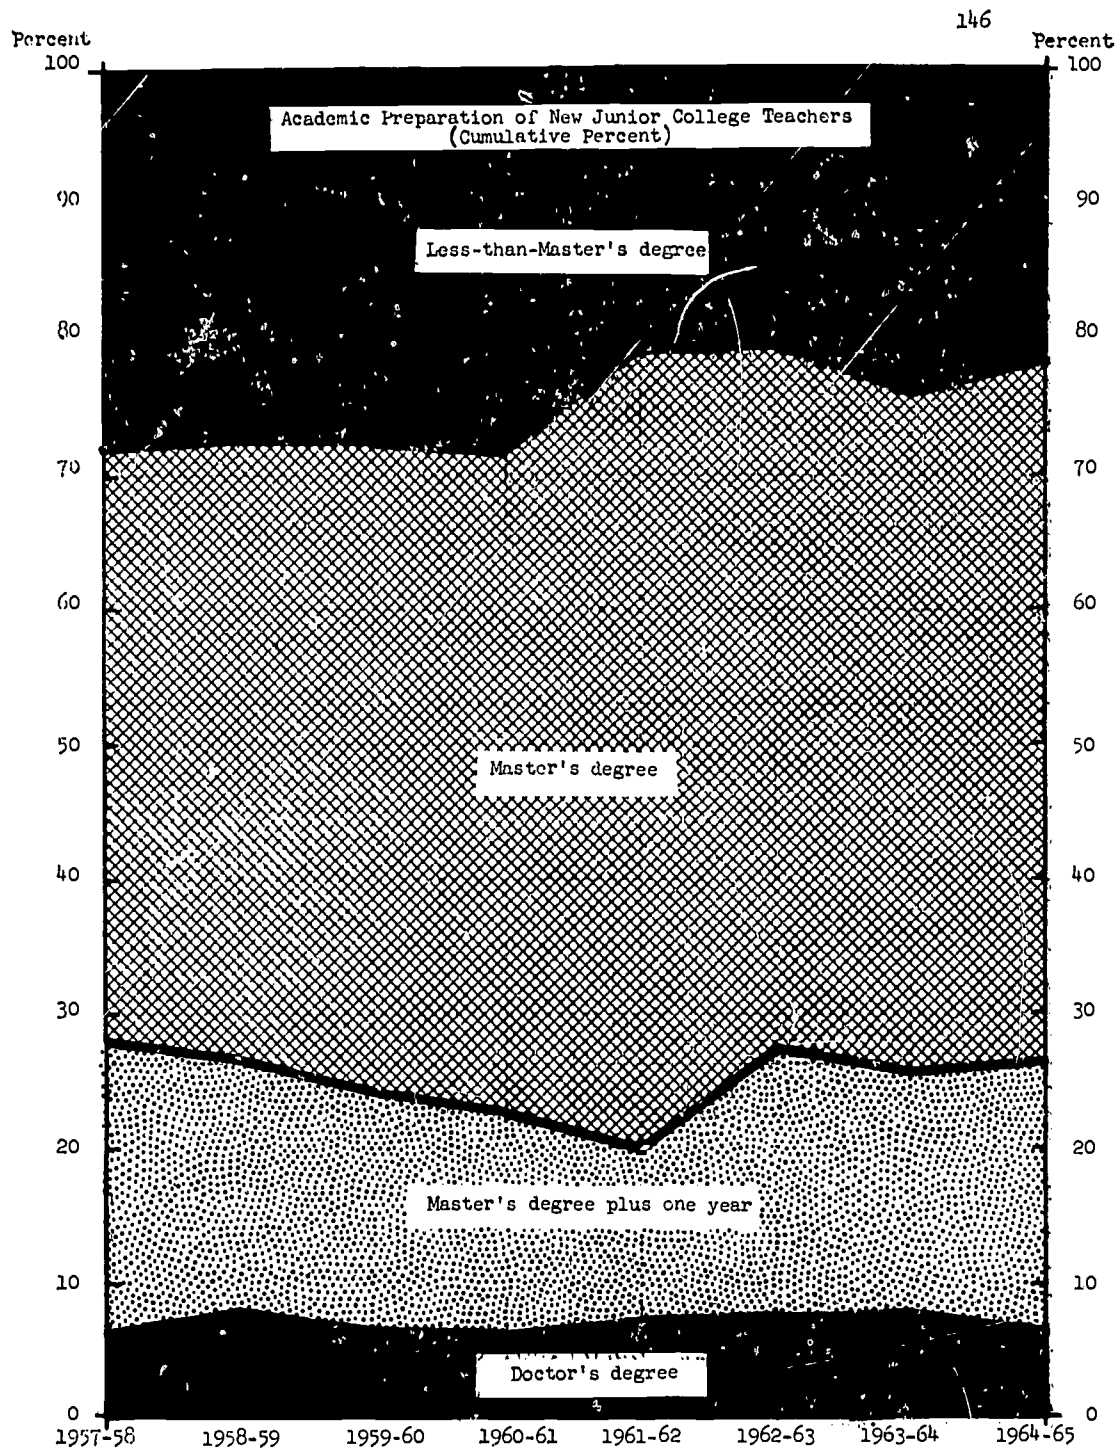 146
Percent
Percent
100
100
Academic Preparation of New Junior College Teachers
(Cumulative Percent)
90
90
Less-than-Master's degree
80
80
70
70
60
60
50
50
Master's degree
40
40
30
30
20
20
Master's degree plus one year
10
10
Doctor's degree
0
0
1957-58 1958-59 1959-60 1960-61 1961-62 1962-63 1963-64 1964-65